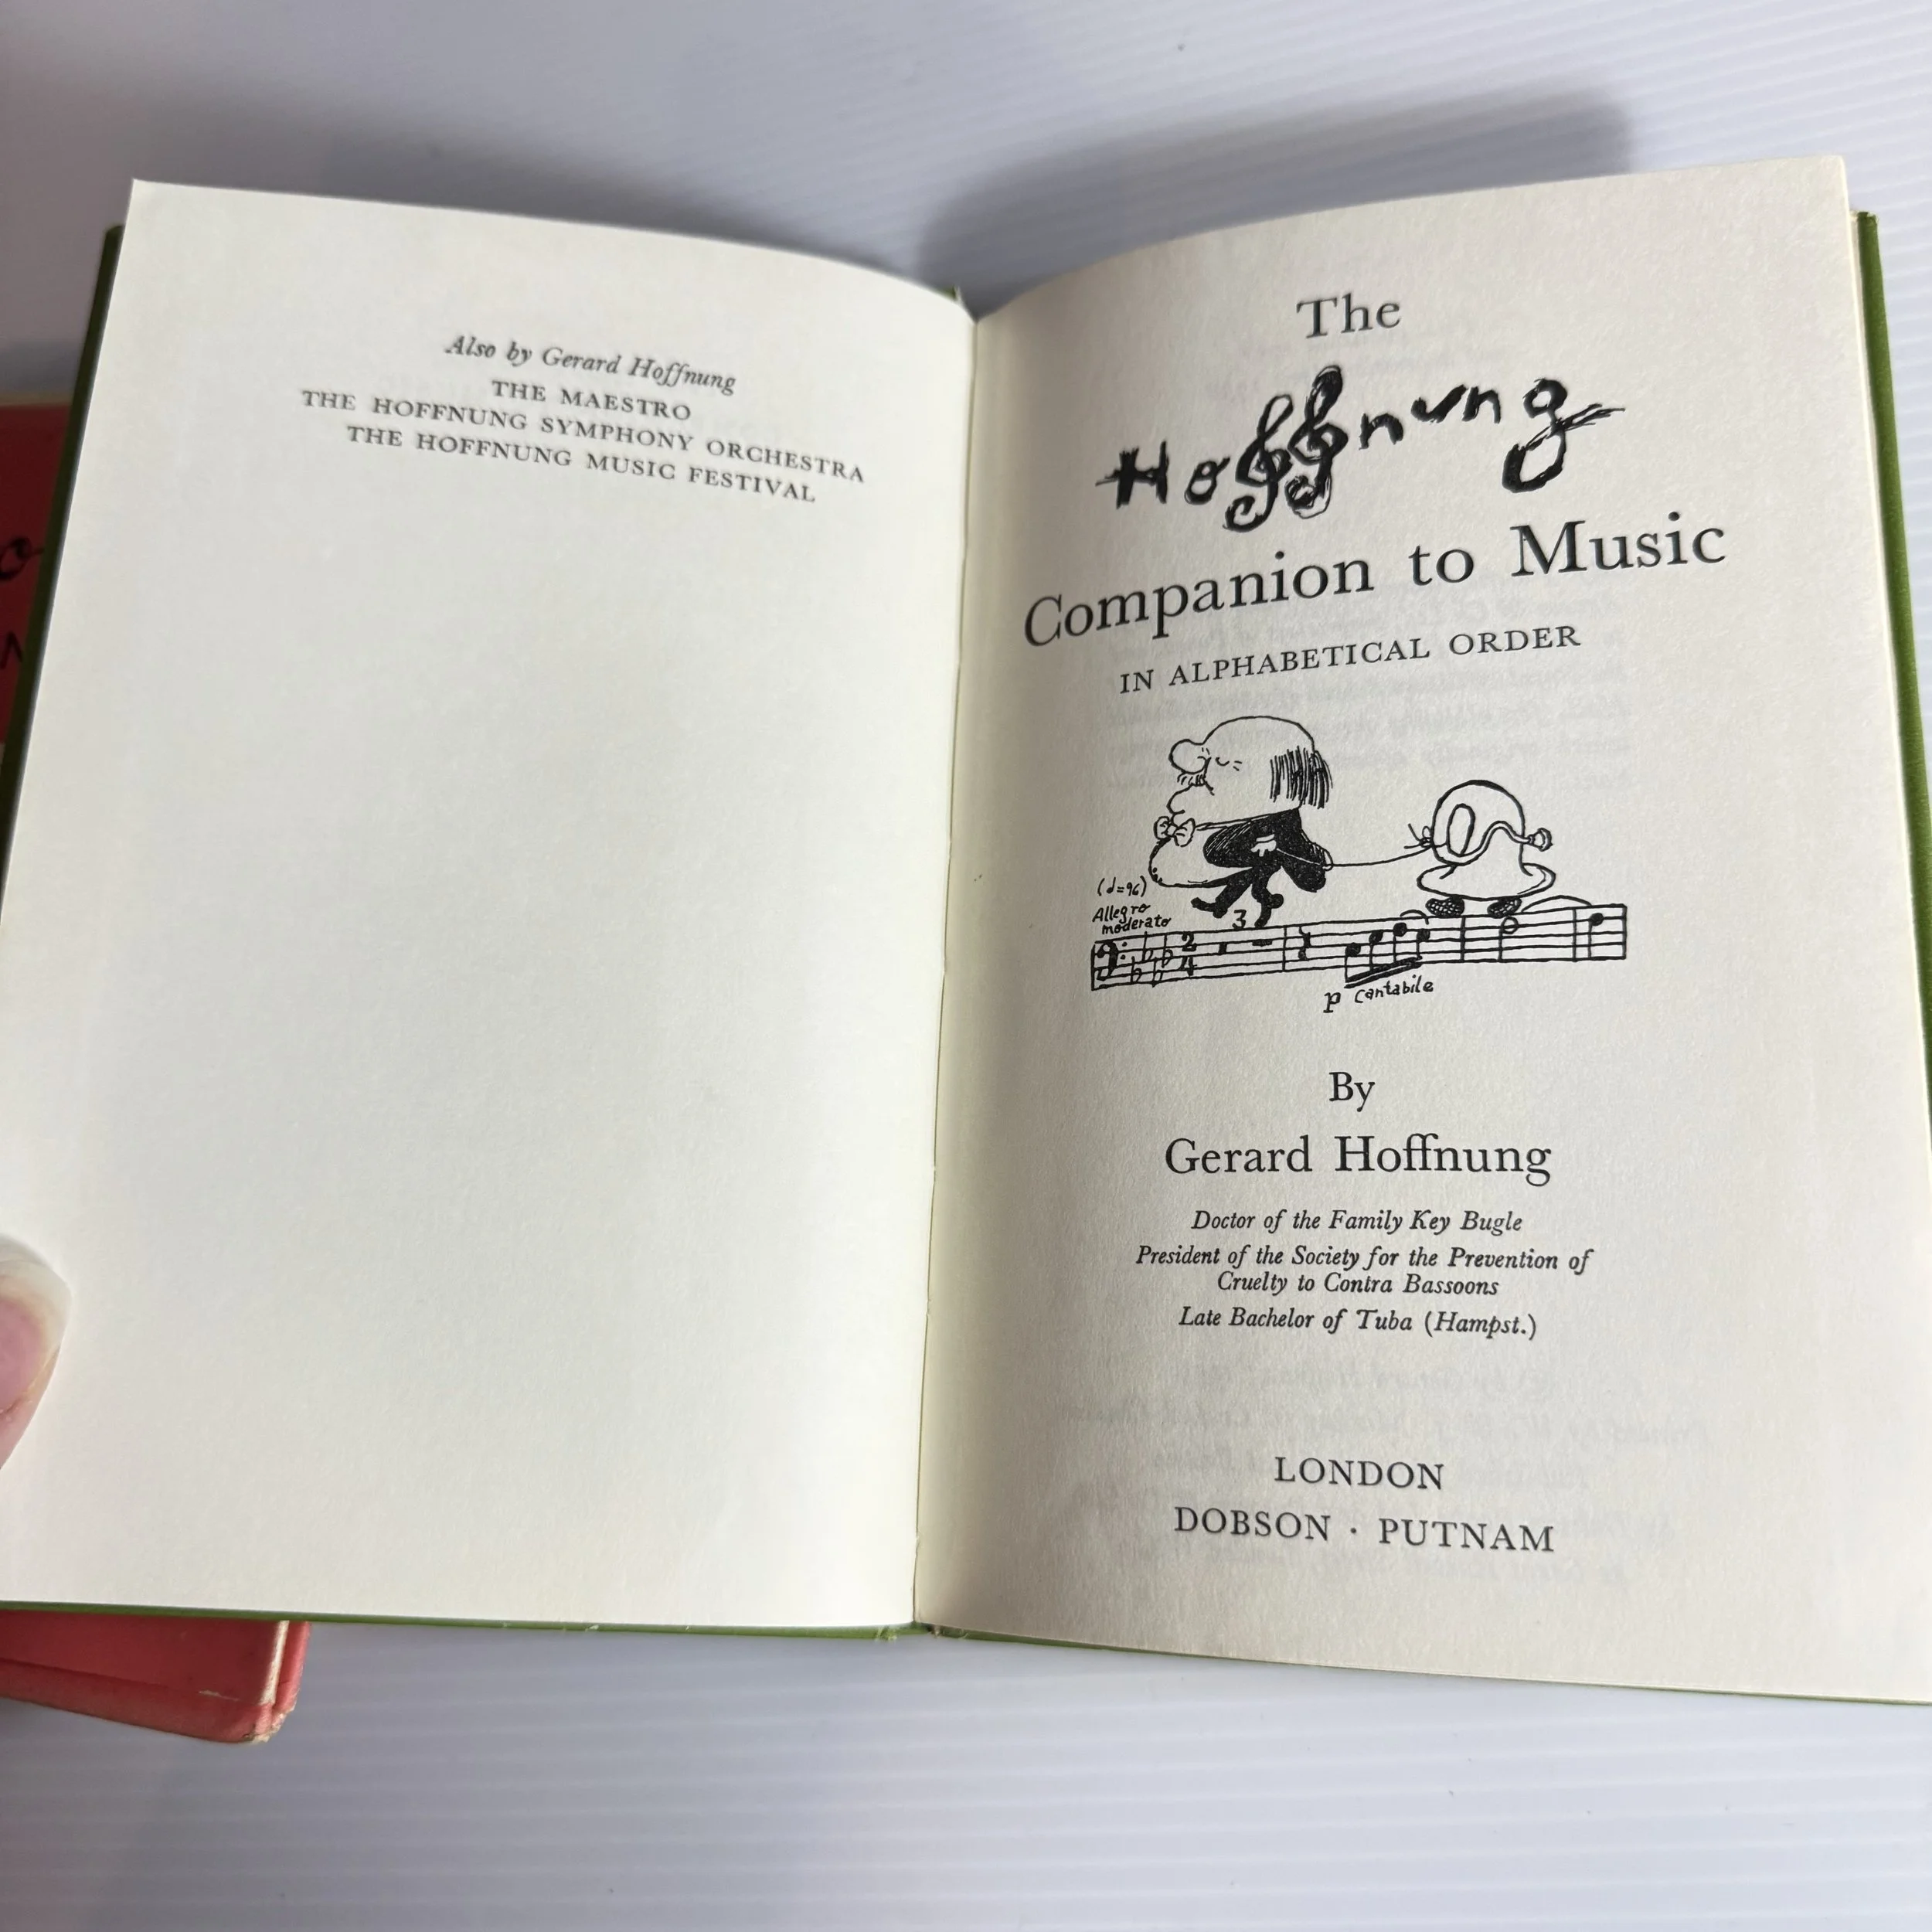 Also by Gerard Hoffnung
THE MAESTRO
THE HOFFNUNG SYMPHONY ORCHESTRA
THE HOFFNUNG MUSIC FESTIVAL
The
Hoffnung
Companion to Music
IN ALPHABETICAL ORDER
(𝅗𝅥=96)
Allegro
moderato
3
2
4
p cantabile
By
Gerard Hoffnung
Doctor of the Family Key Bugle
President of the Society for the Prevention of
Cruelty to Contra Bassoons
Late Bachelor of Tuba (Hampst.)
LONDON
DOBSON · PUTNAM